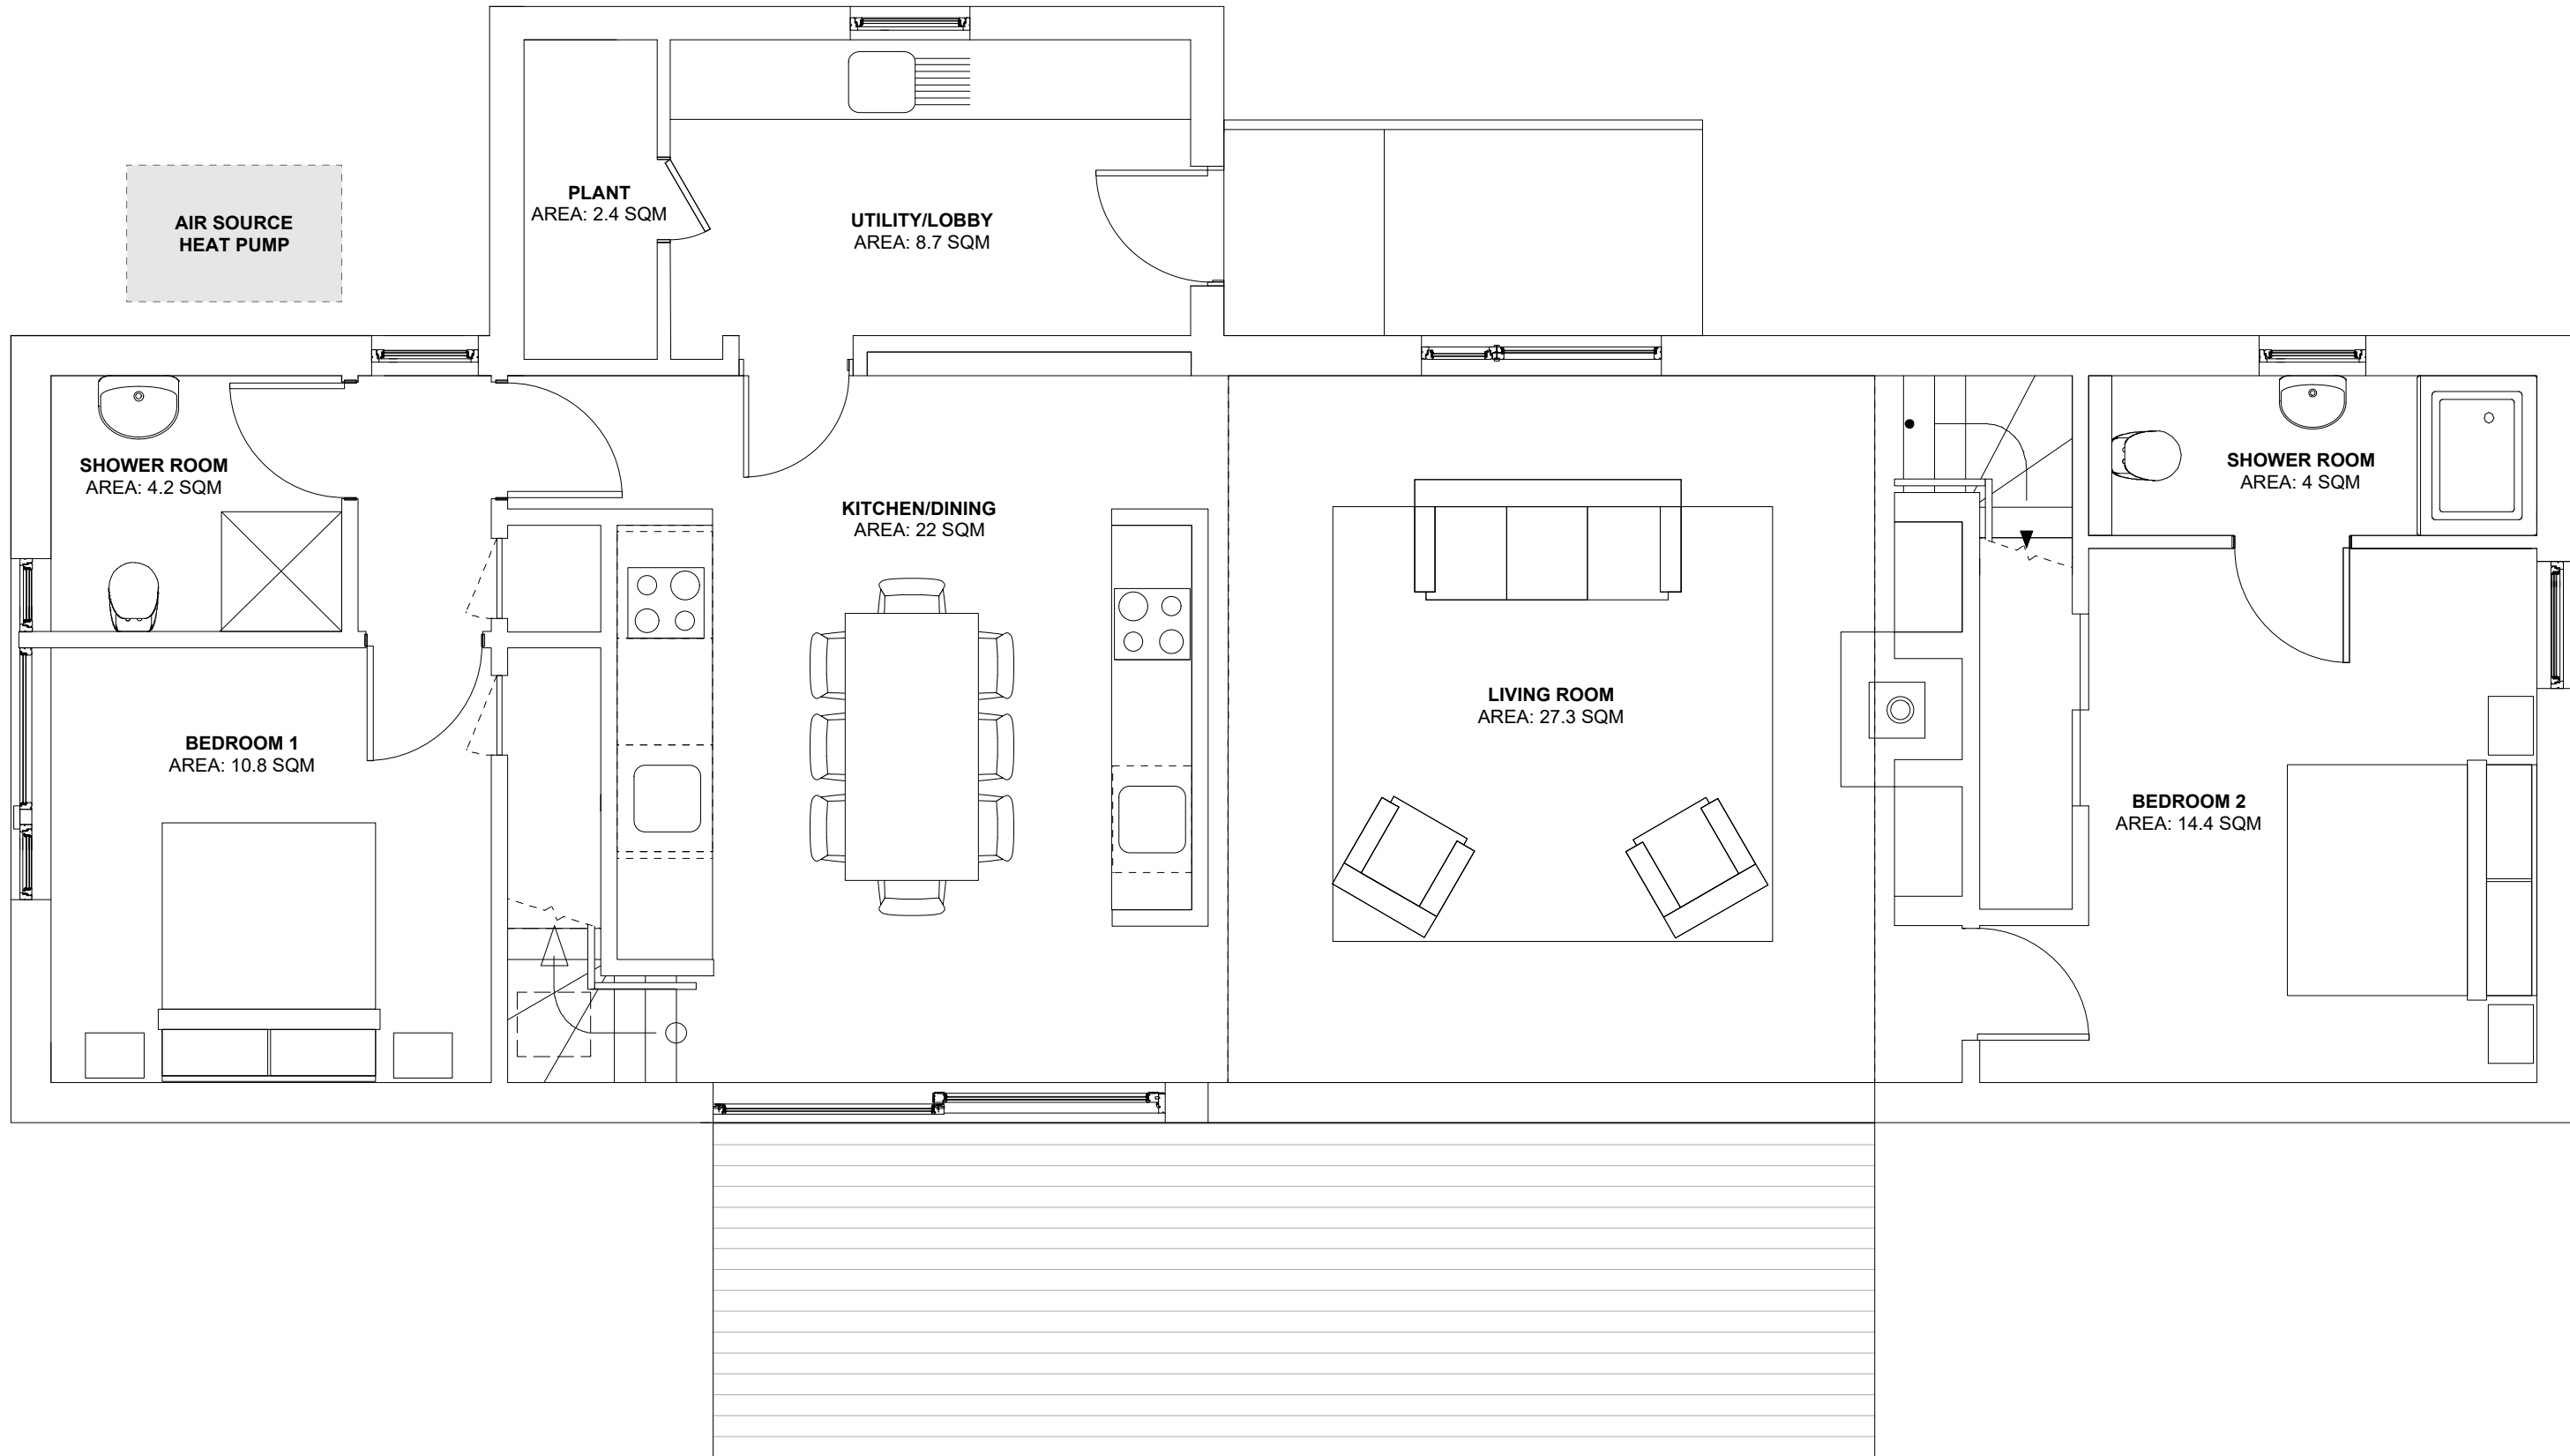 PLANT
AREA: 2.4 SQM
AIR SOURCE
HEAT PUMP
UTILITY/LOBBY
AREA: 8.7 SQM
SHOWER ROOM
AREA: 4.2 SQM
KITCHEN/DINING
AREA: 22 SQM
SHOWER ROOM
AREA: 4 SQM
LIVING ROOM
AREA: 27.3 SQM
BEDROOM 1
AREA: 10.8 SQM
BEDROOM 2
AREA: 14.4 SQM